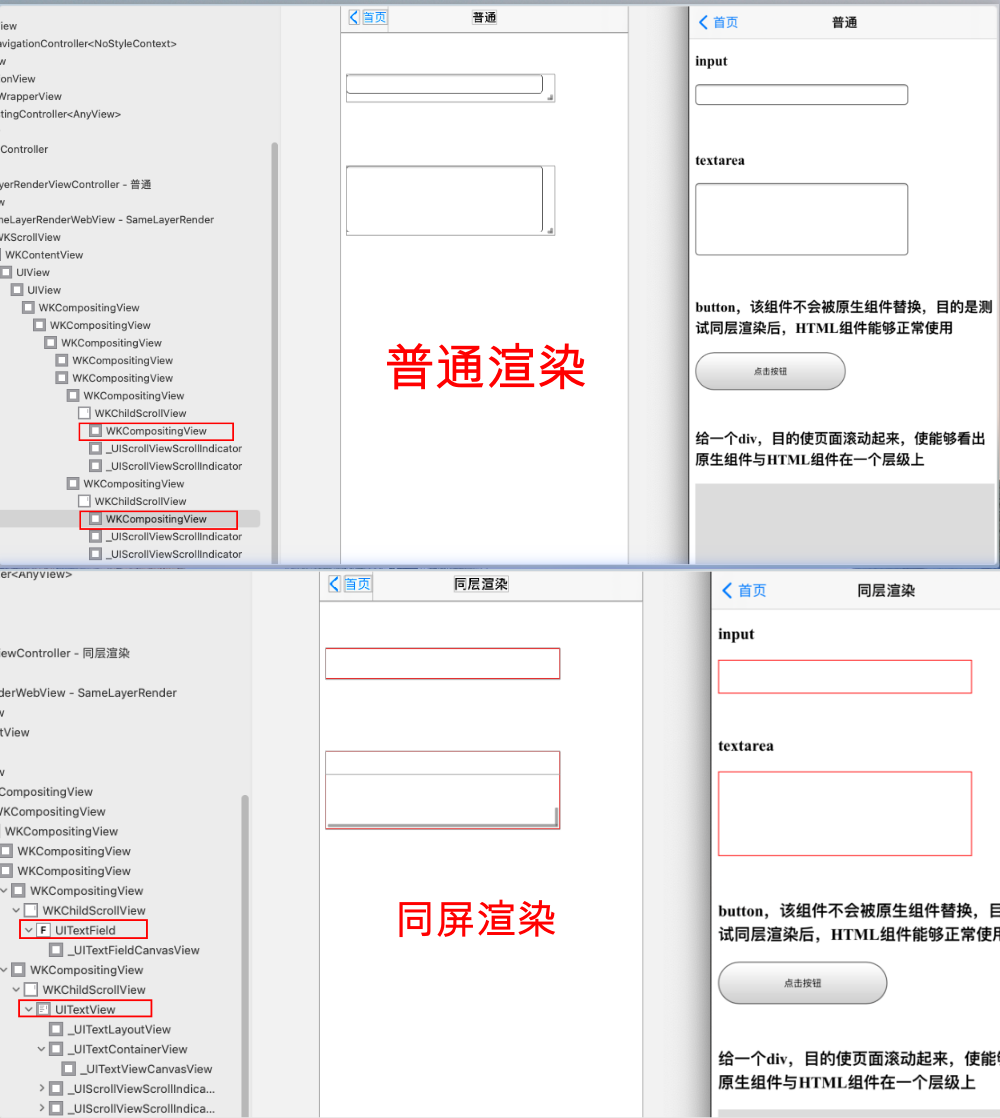 iew
avigationController<NoStyleContext>
w
onView
WrapperView
tingController<AnyView>
Controller
yerRenderViewController - 普通
w
meLayerRenderWebView - SameLayerRender
WKScrollView
WKContentView
UIView
UIView
WKCompositingView
WKCompositingView
WKCompositingView
WKCompositingView
WKCompositingView
WKCompositingView
WKChildScrollView
WKCompositingView
_UIScrollViewScrollIndicator
_UIScrollViewScrollIndicator
WKCompositingView
WKChildScrollView
WKCompositingView
_UIScrollViewScrollIndicator
_UIScrollViewScrollIndicator
首页 普通
普通渲染
首页 普通
input
textarea
button，该组件不会被原生组件替换，目的是测
试同层渲染后，HTML组件能够正常使用
点击按钮
给一个div，目的使页面滚动起来，使能够看出
原生组件与HTML组件在一个层级上
er<AnyView>
iewController - 同层渲染
derWebView - SameLayerRender
w
tView
w
CompositingView
WKCompositingView
WKCompositingView
WKCompositingView
WKCompositingView
WKCompositingView
WKChildScrollView
F UITextField
_UITextFieldCanvasView
WKCompositingView
WKChildScrollView
UITextView
_UITextLayoutView
_UITextContainerView
_UITextViewCanvasView
_UIScrollViewScrollIndica...
_UIScrollViewScrollIndica...
首页 同层渲染
同屏渲染
首页 同层渲染
input
textarea
button，该组件不会被原生组件替换，目
试同层渲染后，HTML组件能够正常使用
点击按钮
给一个div，目的使页面滚动起来，使能够
原生组件与HTML组件在一个层级上